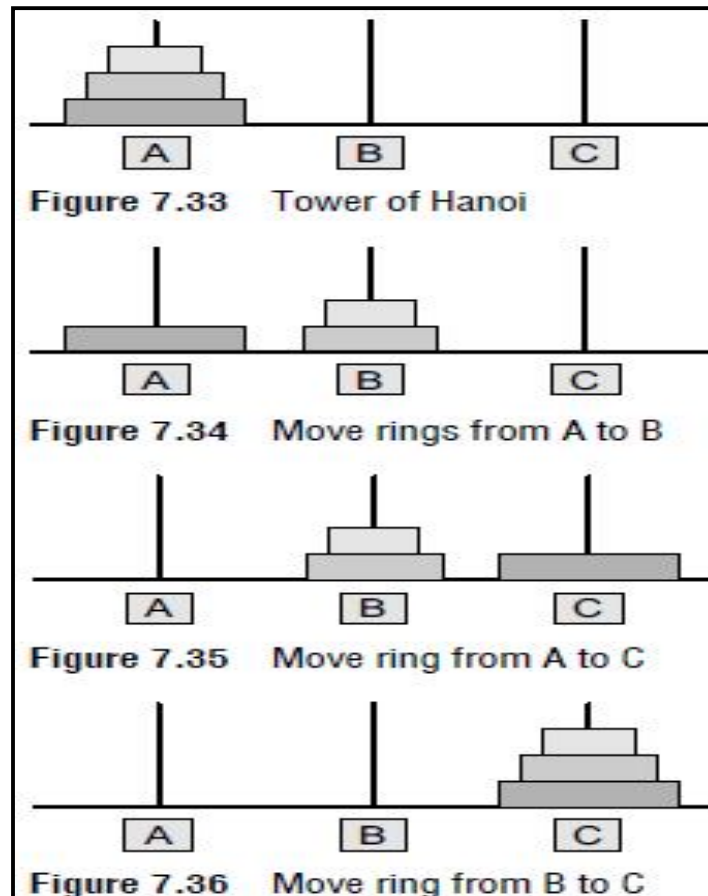 A B C
Figure 7.33 Tower of Hanoi
A B C
Figure 7.34 Move rings from A to B
A B C
Figure 7.35 Move ring from A to C
A B C
Figure 7.36 Move ring from B to C